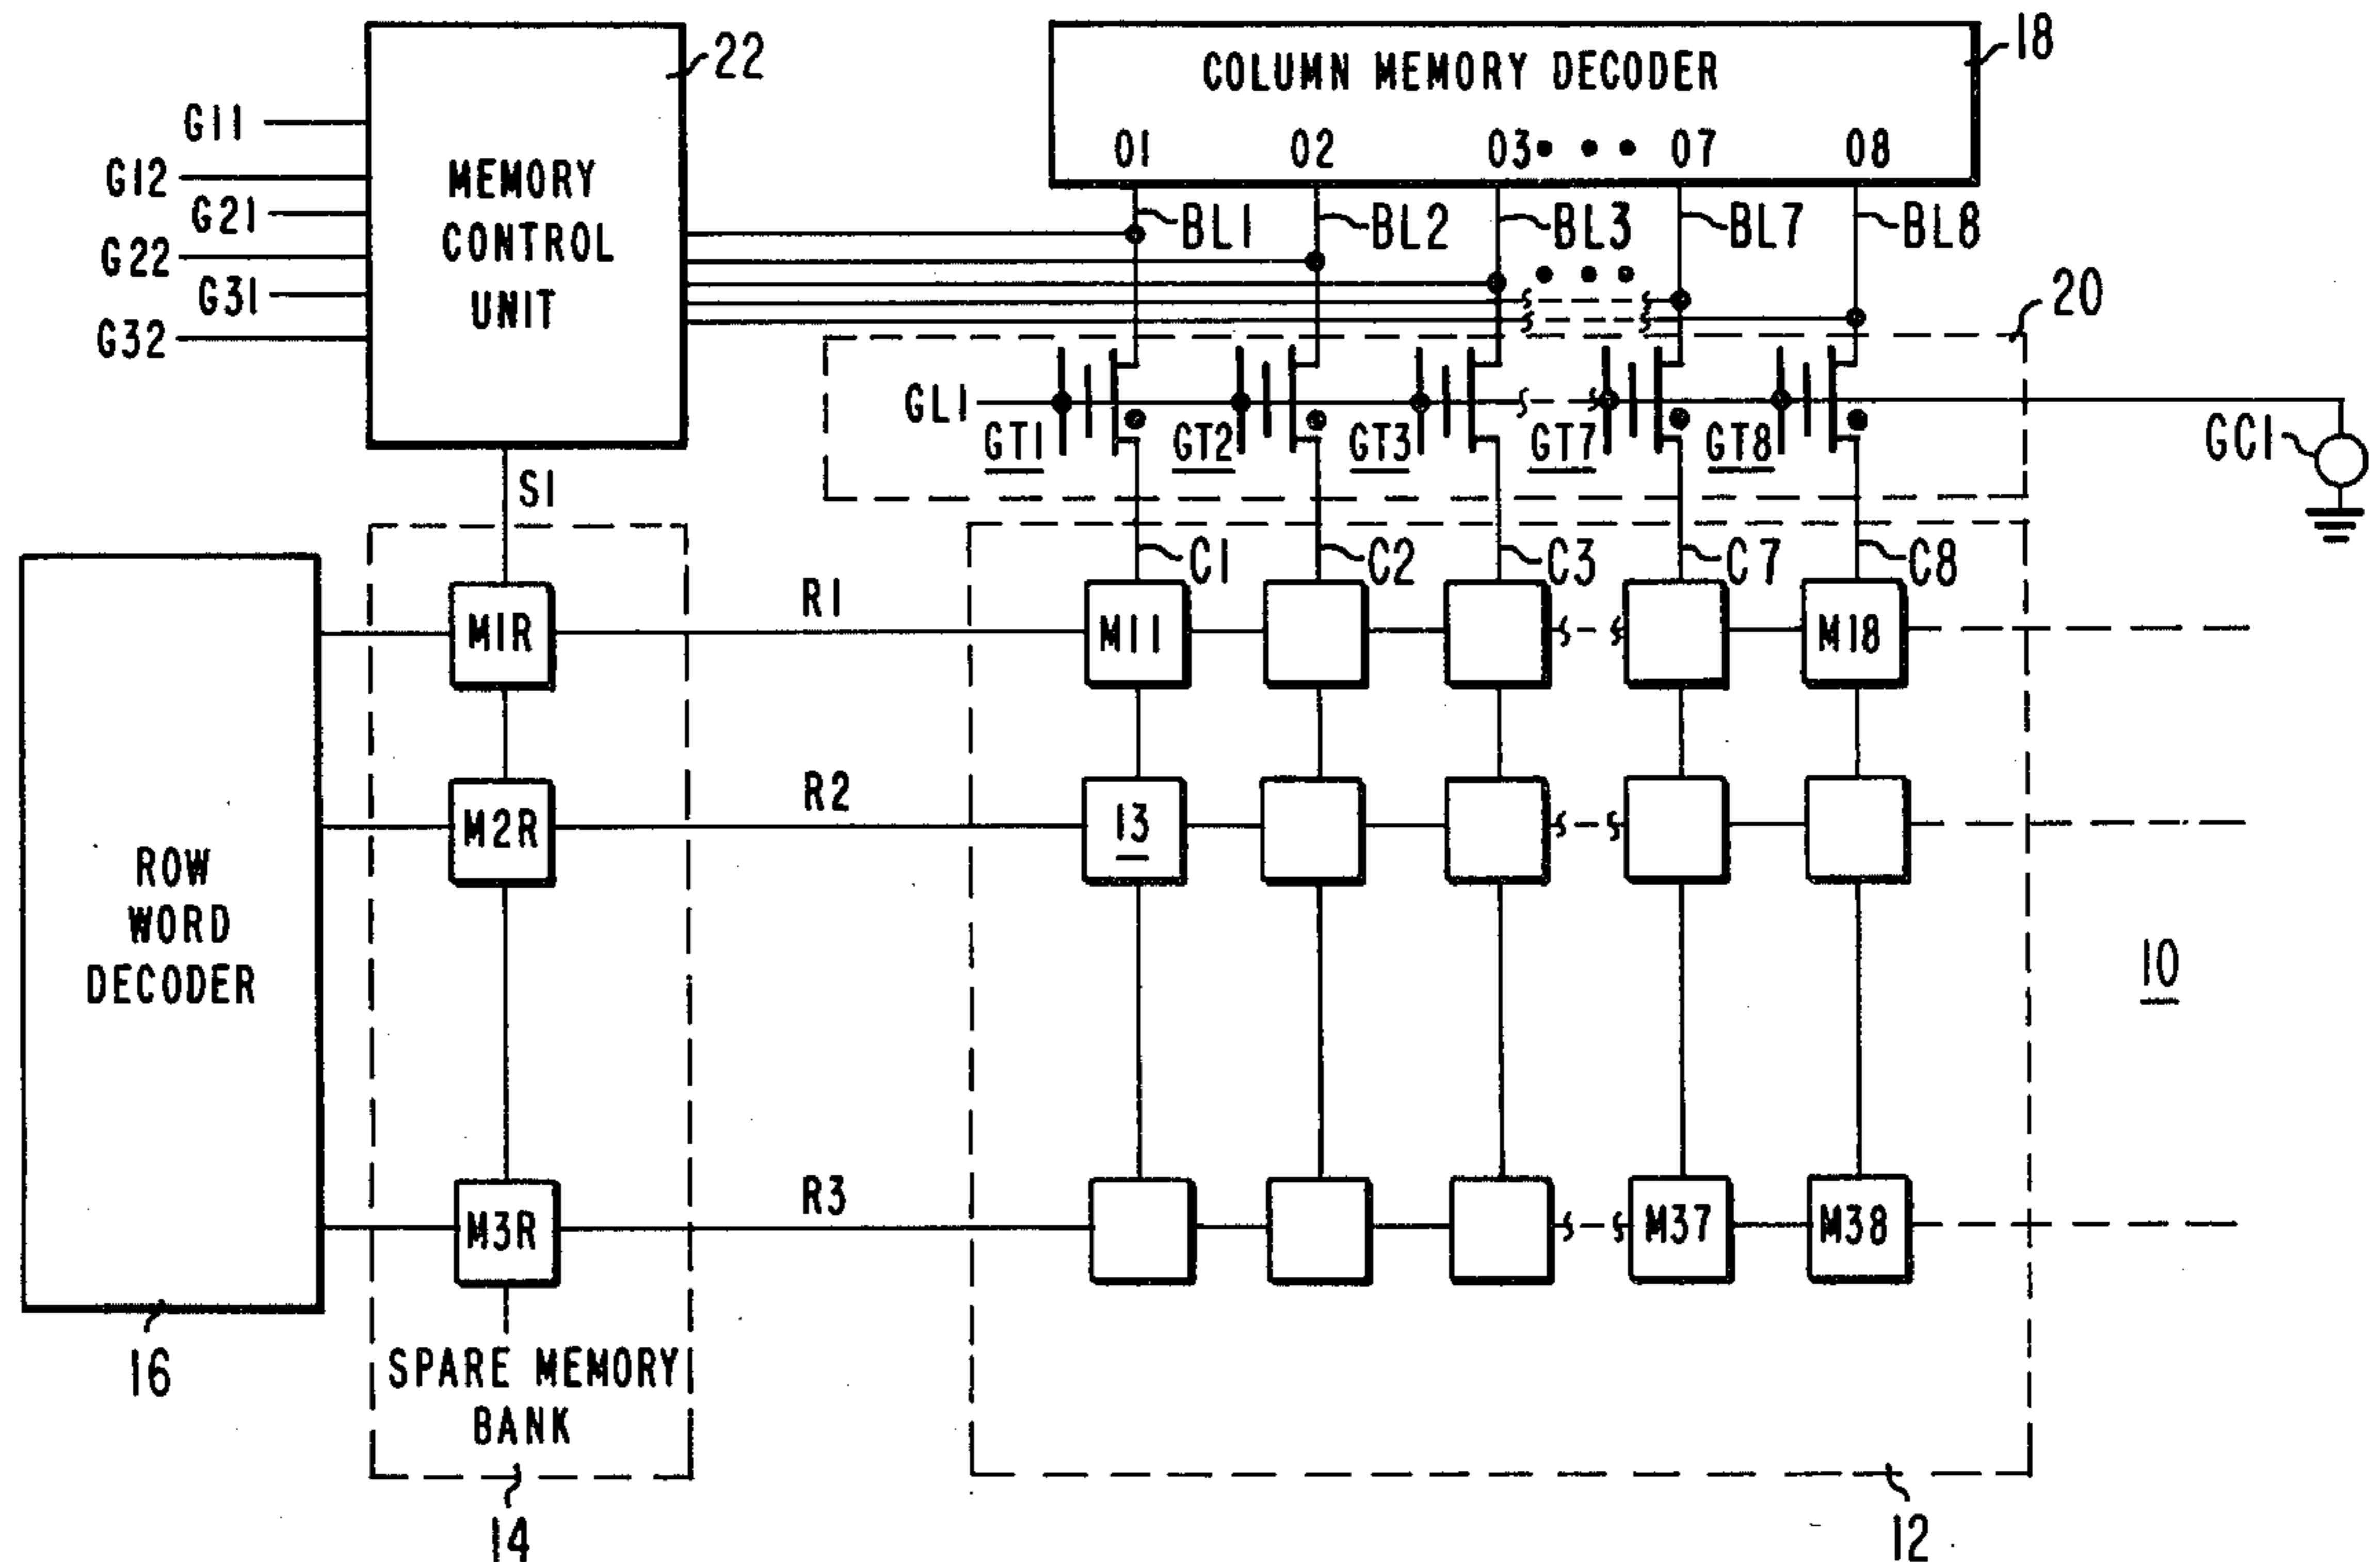 22
18
COLUMN MEMORY DECODER
01 02 03 • • • 07 08
G11
G12
G21
G22
G31
G32
MEMORY
CONTROL
UNIT
BL1 BL2 BL3 • • • BL7 BL8
20
GL1
GT1 GT2 GT3 GT7 GT8
GC1
S1
C1 C2 C3 C7 C8
M1R R1 M11 M18
M2R R2 13
ROW
WORD
DECODER
10
M3R R3 M37 M38
16
SPARE MEMORY
BANK
14
12